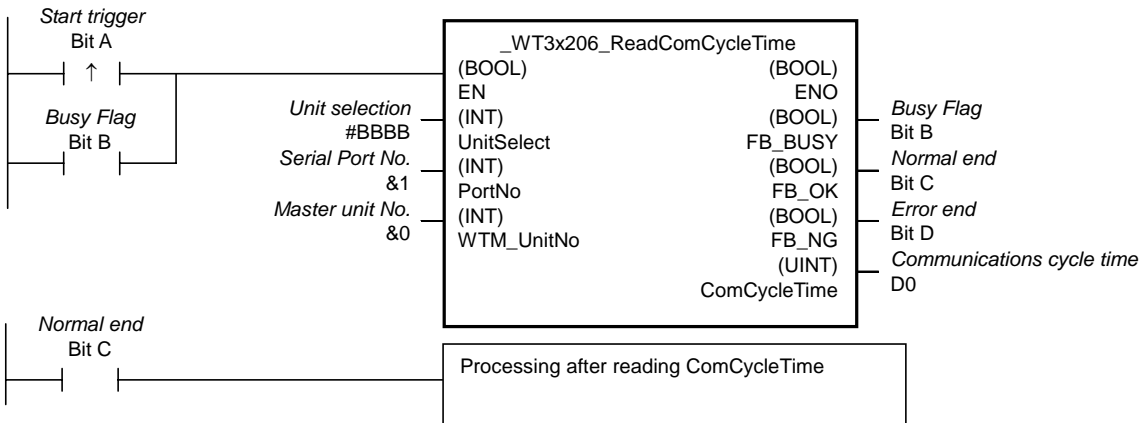 Start trigger
Bit A
↑
Busy Flag
Bit B
Unit selection
#BBBB
Serial Port No.
&1
Master unit No.
&0
_WT3x206_ReadComCycleTime
(BOOL) (BOOL)
EN ENO
(INT) (BOOL)
UnitSelect FB_BUSY
(INT) (BOOL)
PortNo FB_OK
(INT) (BOOL)
WTM_UnitNo FB_NG
(UINT)
ComCycleTime
Busy Flag
Bit B
Normal end
Bit C
Error end
Bit D
Communications cycle time
D0
Normal end
Bit C
Processing after reading ComCycleTime